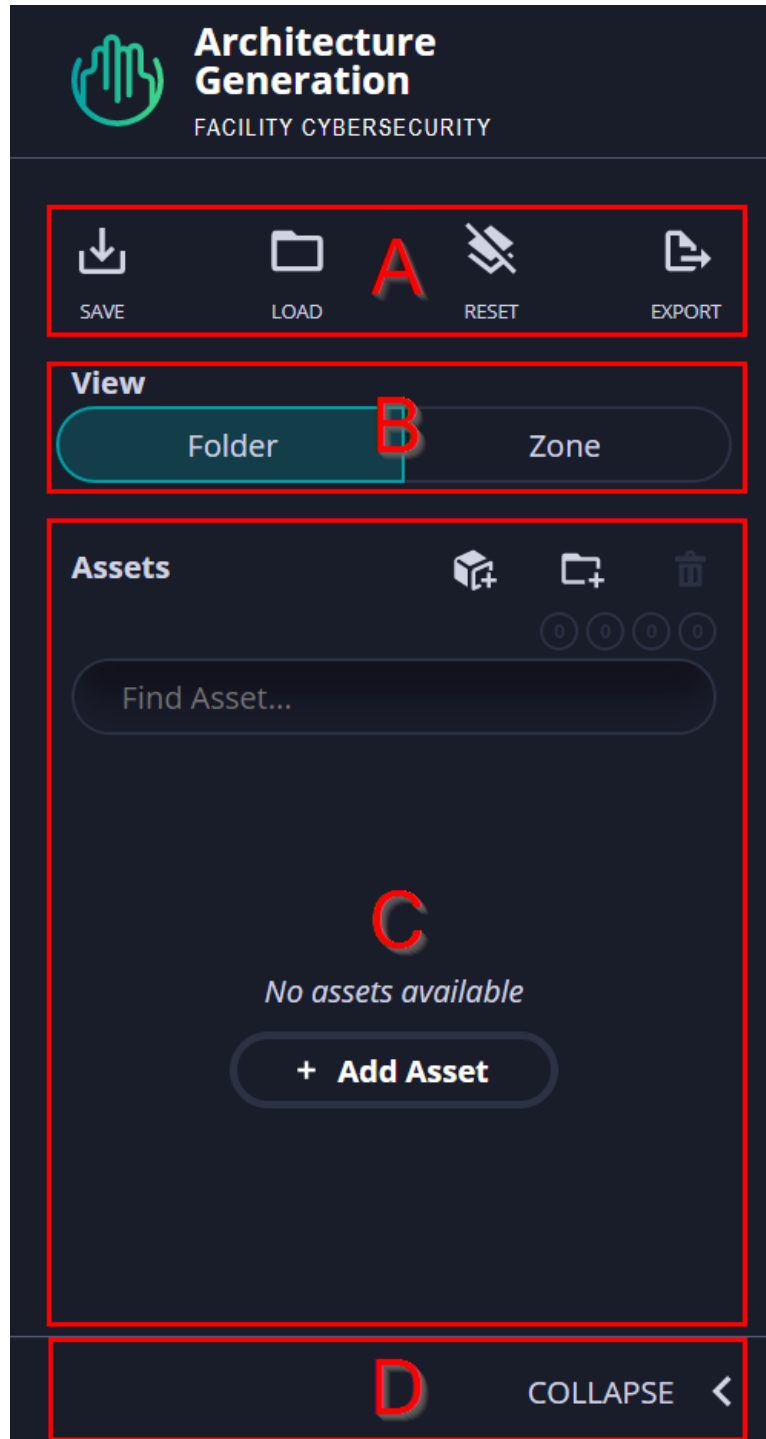 Architecture
Generation
FACILITY CYBERSECURITY
A
SAVE LOAD RESET EXPORT
View
B
Folder Zone
Assets
0 0 0 0
Find Asset...
C
No assets available
+ Add Asset
D
COLLAPSE